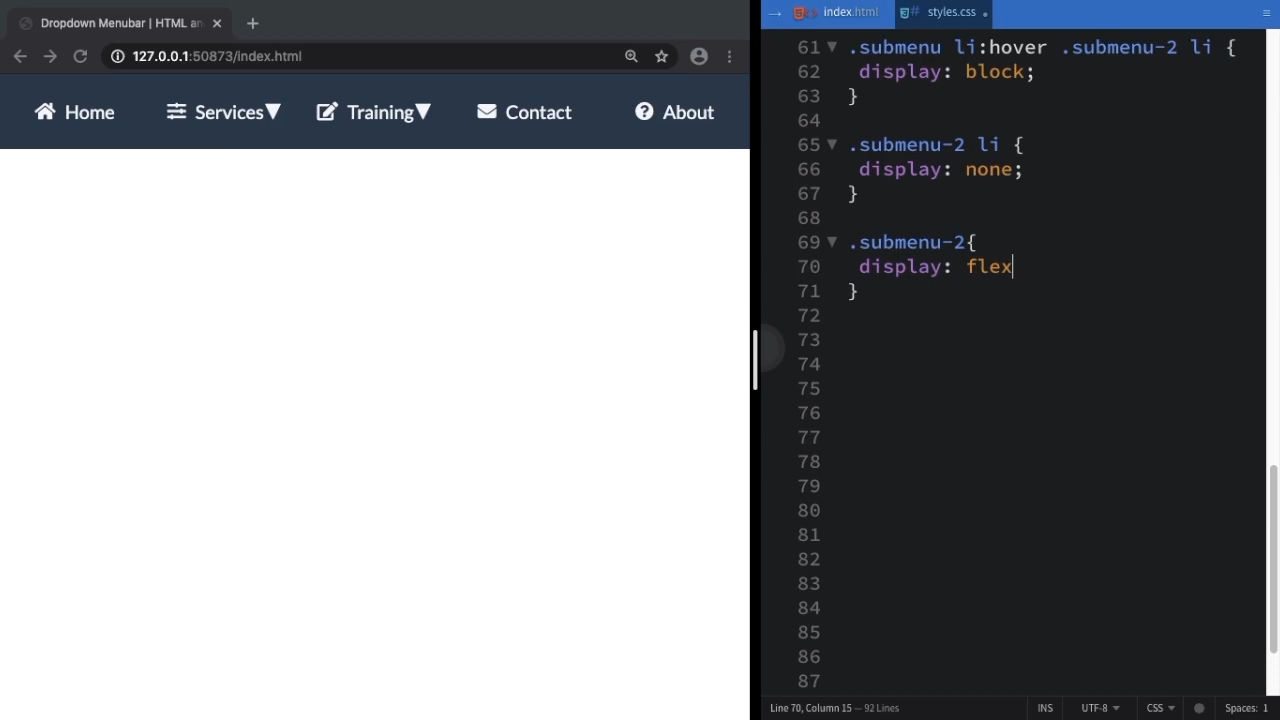 Dropdown Menubar | HTML an
127.0.0.1:50873/index.html
Home Services▼ Training▼ Contact About
index.html styles.css
61 ▼ .submenu li:hover .submenu-2 li {
62 display: block;
63 }
64
65 ▼ .submenu-2 li {
66 display: none;
67 }
68
69 ▼ .submenu-2{
70 display: flex
71 }
72
73
74
75
76
77
78
79
80
81
82
83
84
85
86
87
Line 70, Column 15 — 92 Lines INS UTF-8 CSS Spaces: 1